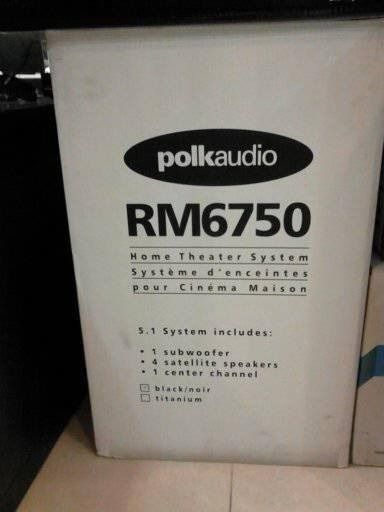 polkaudio
RM6750
Home Theater System
Système d'enceintes
pour Cinéma Maison
5.1 System includes:
• 1 subwoofer
• 4 satellite speakers
• 1 center channel
black/noir
titanium